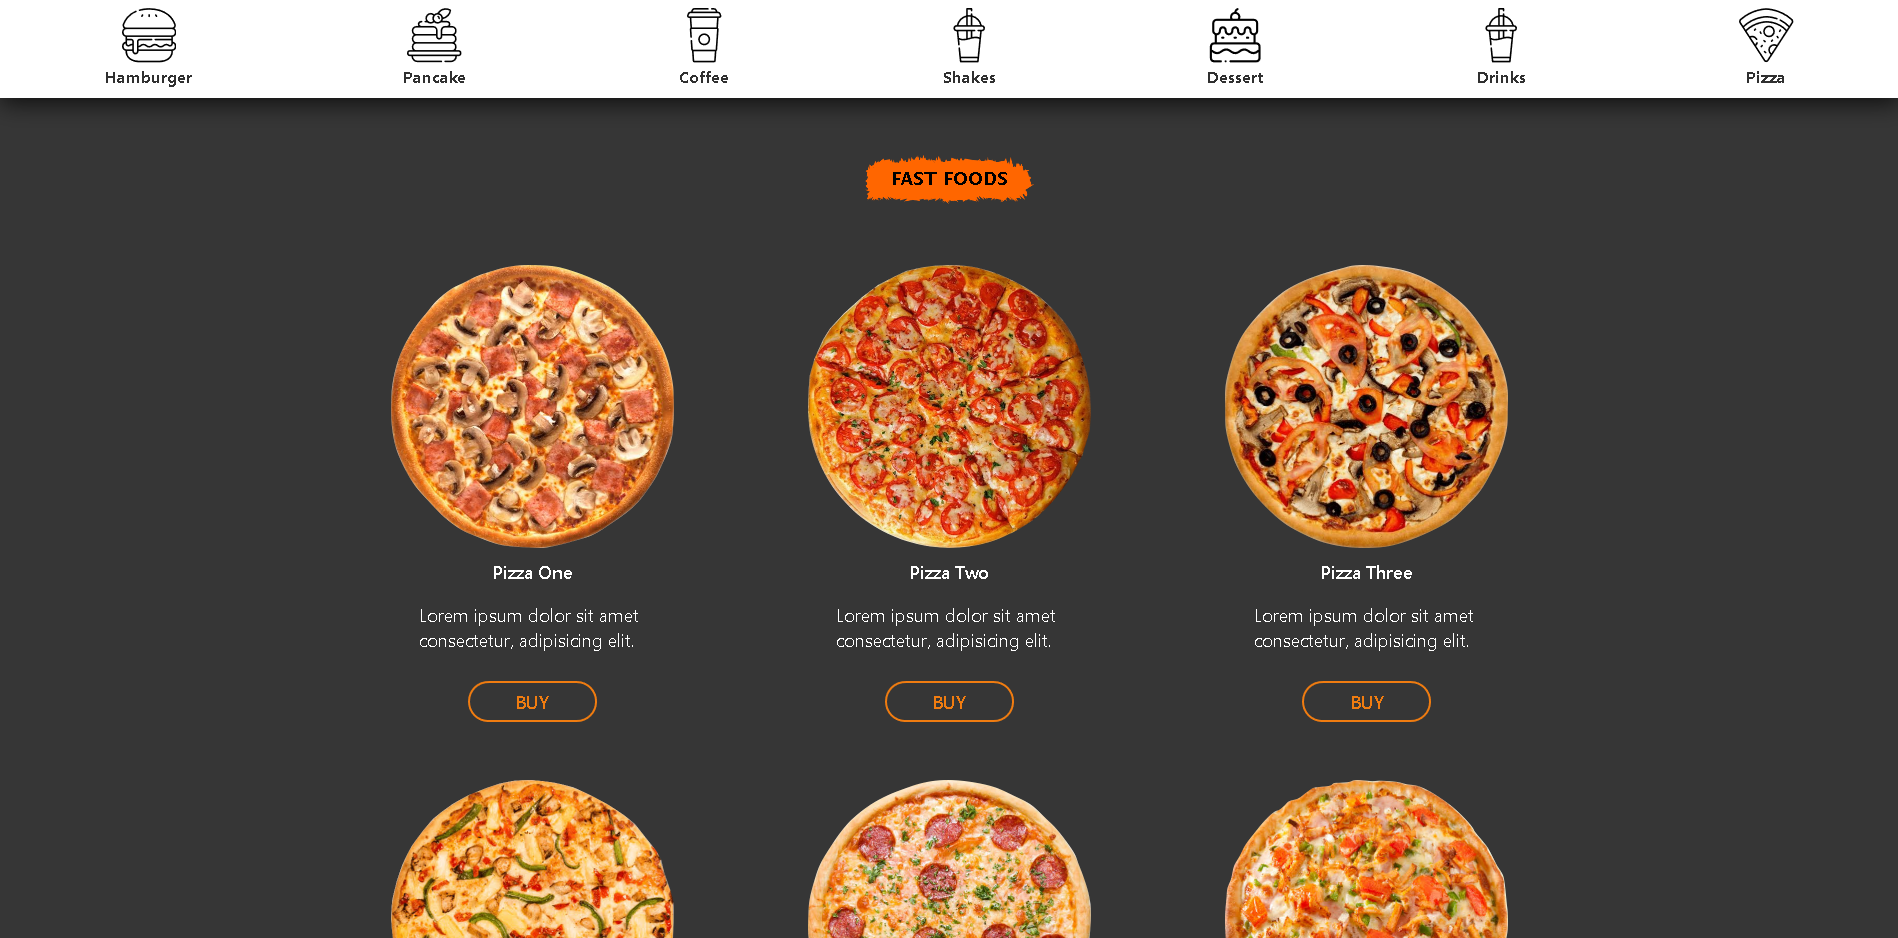 Hamburger
Pancake
Coffee
Shakes
Dessert
Drinks
Pizza
FAST FOODS
Pizza One
Lorem ipsum dolor sit amet
consectetur, adipisicing elit.
BUY
Pizza Two
Lorem ipsum dolor sit amet
consectetur, adipisicing elit.
BUY
Pizza Three
Lorem ipsum dolor sit amet
consectetur, adipisicing elit.
BUY